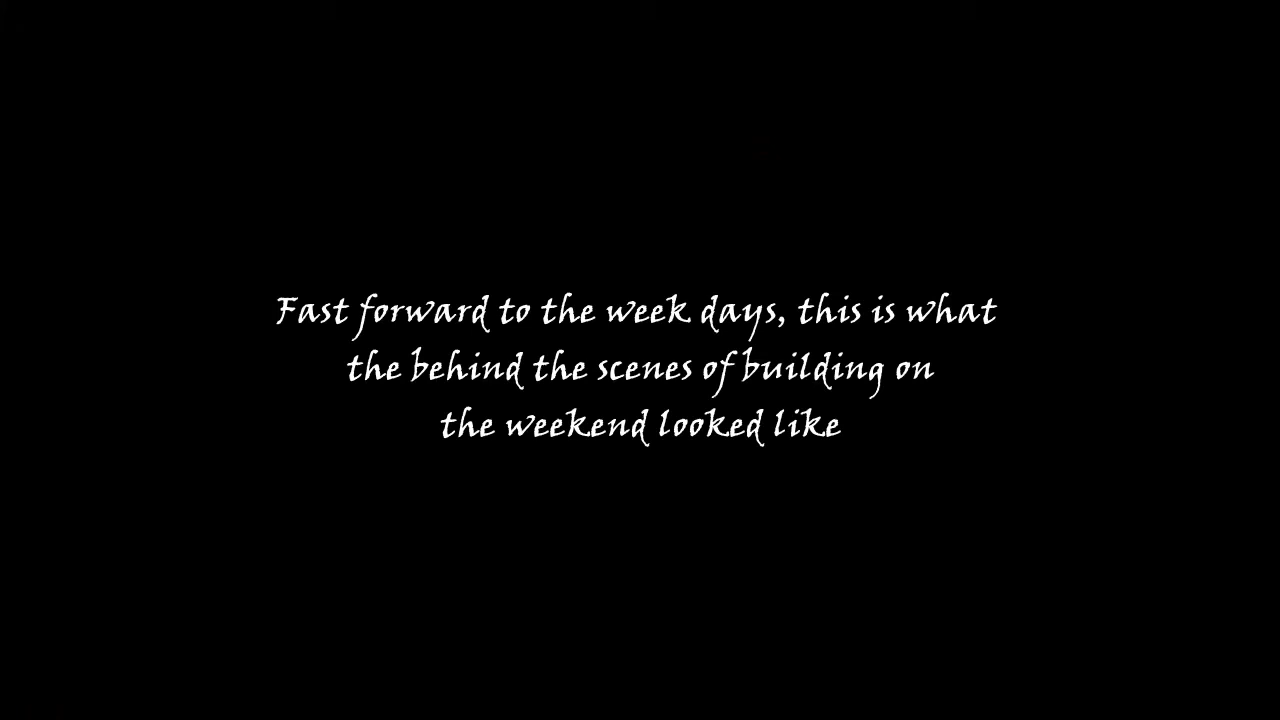 Fast forward to the week days, this is what
the behind the scenes of building on
the weekend looked like